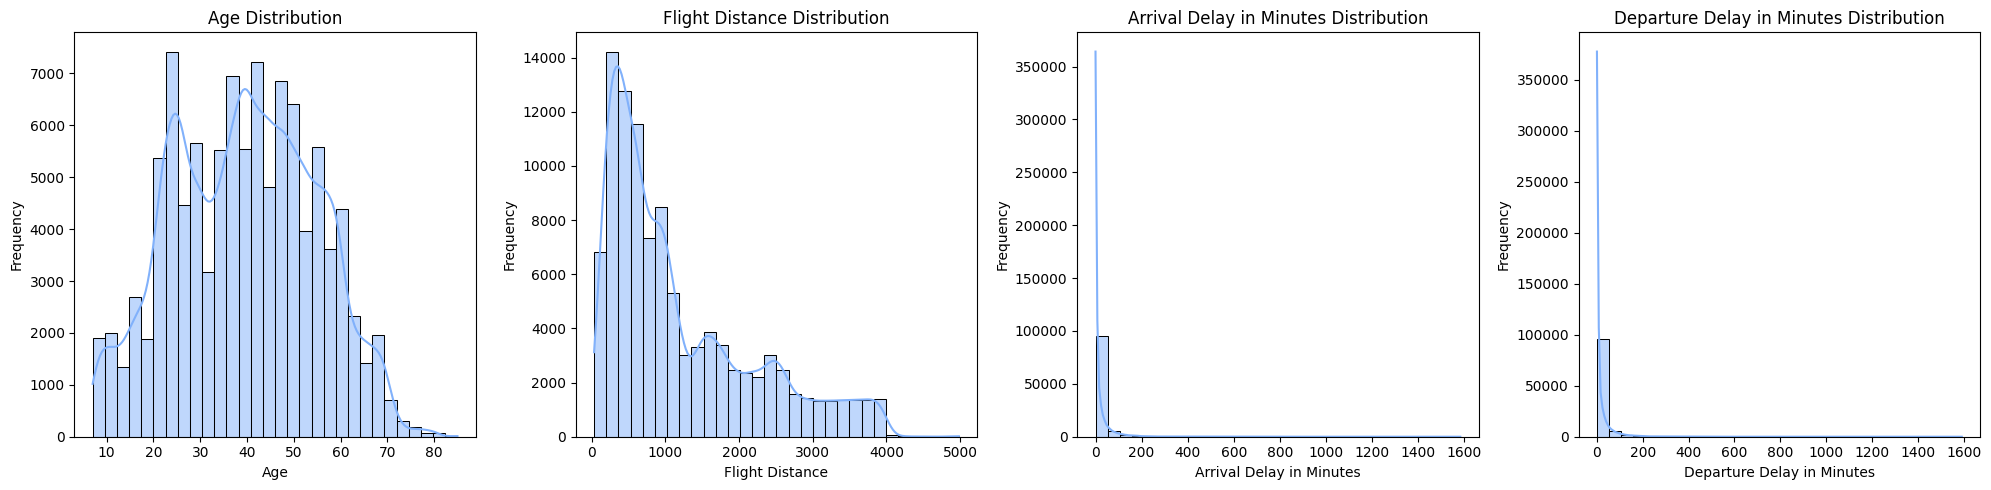 Age Distribution
Frequency
7000
6000
5000
4000
3000
2000
1000
0
10 20 30 40 50 60 70 80
Age
Flight Distance Distribution
Frequency
14000
12000
10000
8000
6000
4000
2000
0
0 1000 2000 3000 4000 5000
Flight Distance
Arrival Delay in Minutes Distribution
Frequency
350000
300000
250000
200000
150000
100000
50000
0
0 200 400 600 800 1000 1200 1400 1600
Arrival Delay in Minutes
Departure Delay in Minutes Distribution
Frequency
350000
300000
250000
200000
150000
100000
50000
0
0 200 400 600 800 1000 1200 1400 1600
Departure Delay in Minutes